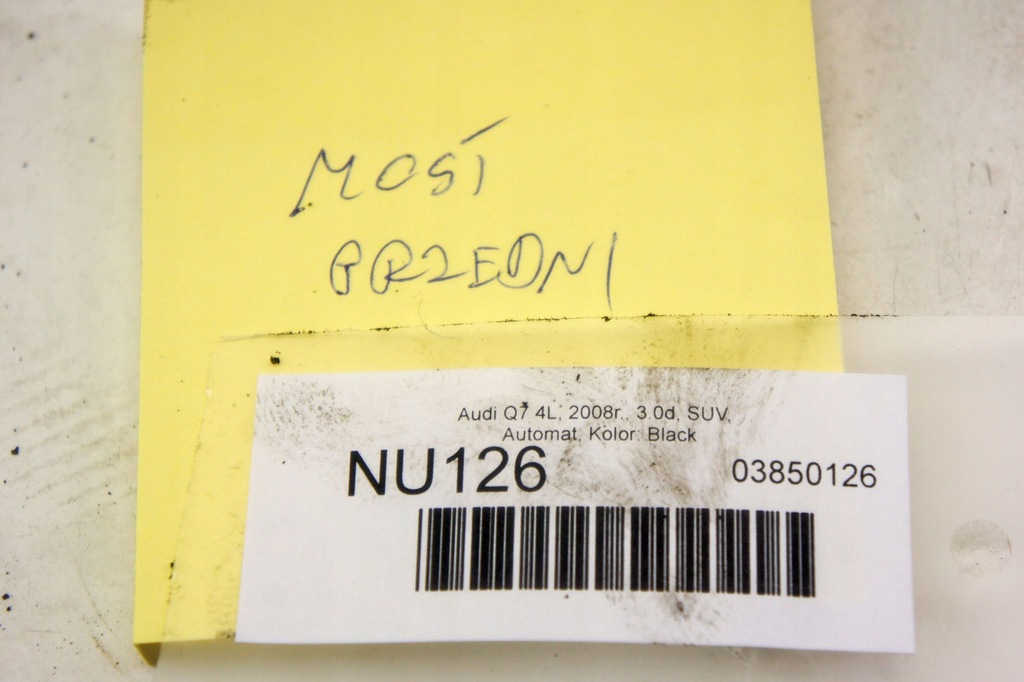 MOST
PRZEDNI
Audi Q7 4L, 2008r., 3.0d, SUV,
Automat, Kolor: Black
NU126
03850126